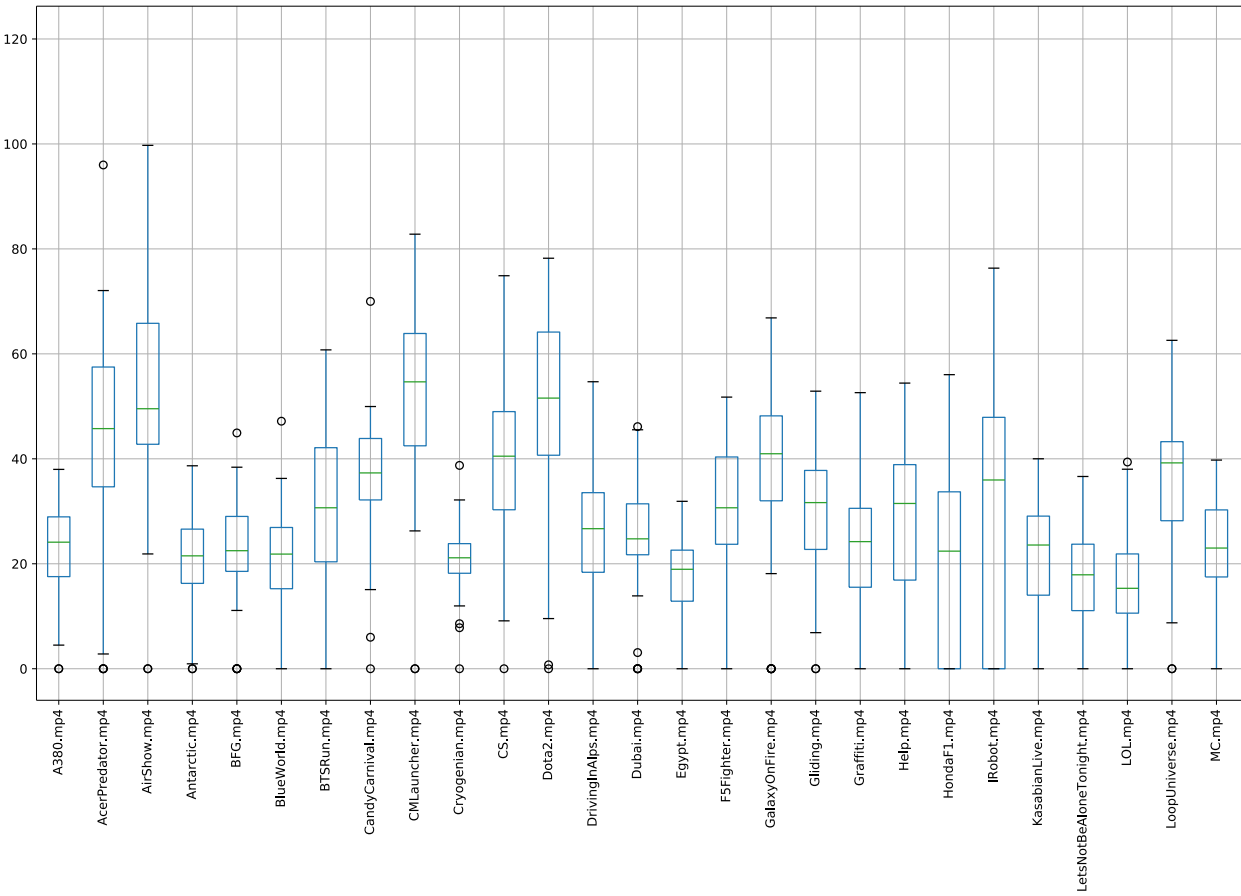 120
100
80
60
40
20
0
A380.mp4
AcerPredator.mp4
AirShow.mp4
Antarctic.mp4
BFG.mp4
BlueWorld.mp4
BTSRun.mp4
CandyCarnival.mp4
CMLauncher.mp4
Cryogenian.mp4
CS.mp4
Dota2.mp4
DrivingInAlps.mp4
Dubai.mp4
Egypt.mp4
F5Fighter.mp4
GalaxyOnFire.mp4
Gliding.mp4
Graffiti.mp4
Help.mp4
HondaF1.mp4
IRobot.mp4
KasabianLive.mp4
LetsNotBeAloneTonight.mp4
LOL.mp4
LoopUniverse.mp4
MC.mp4